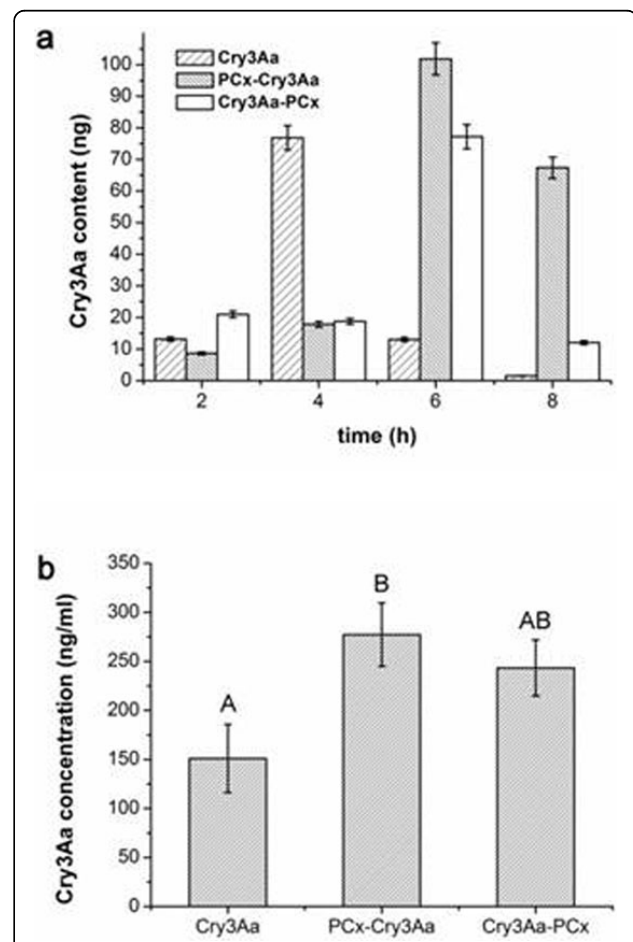 a
Cry3Aa
PCx-Cry3Aa
Cry3Aa-PCx
Cry3Aa content (ng)
100
90
80
70
60
50
40
30
20
10
0
2 4 6 8
time (h)
b
Cry3Aa concentration (ng/ml)
350
300
250
200
150
100
50
0
A
B
AB
Cry3Aa PCx-Cry3Aa Cry3Aa-PCx